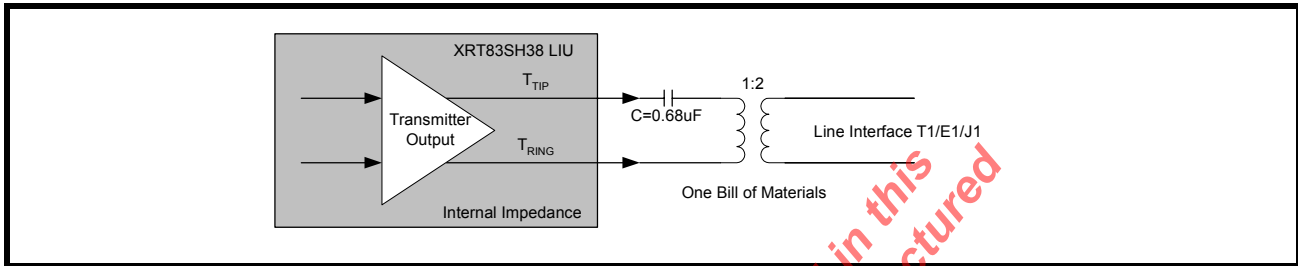 XRT83SH38 LIU
TTIP
1:2
Transmitter
Output
C=0.68uF
Line Interface T1/E1/J1
TRING
One Bill of Materials
Internal Impedance
in this
ctured